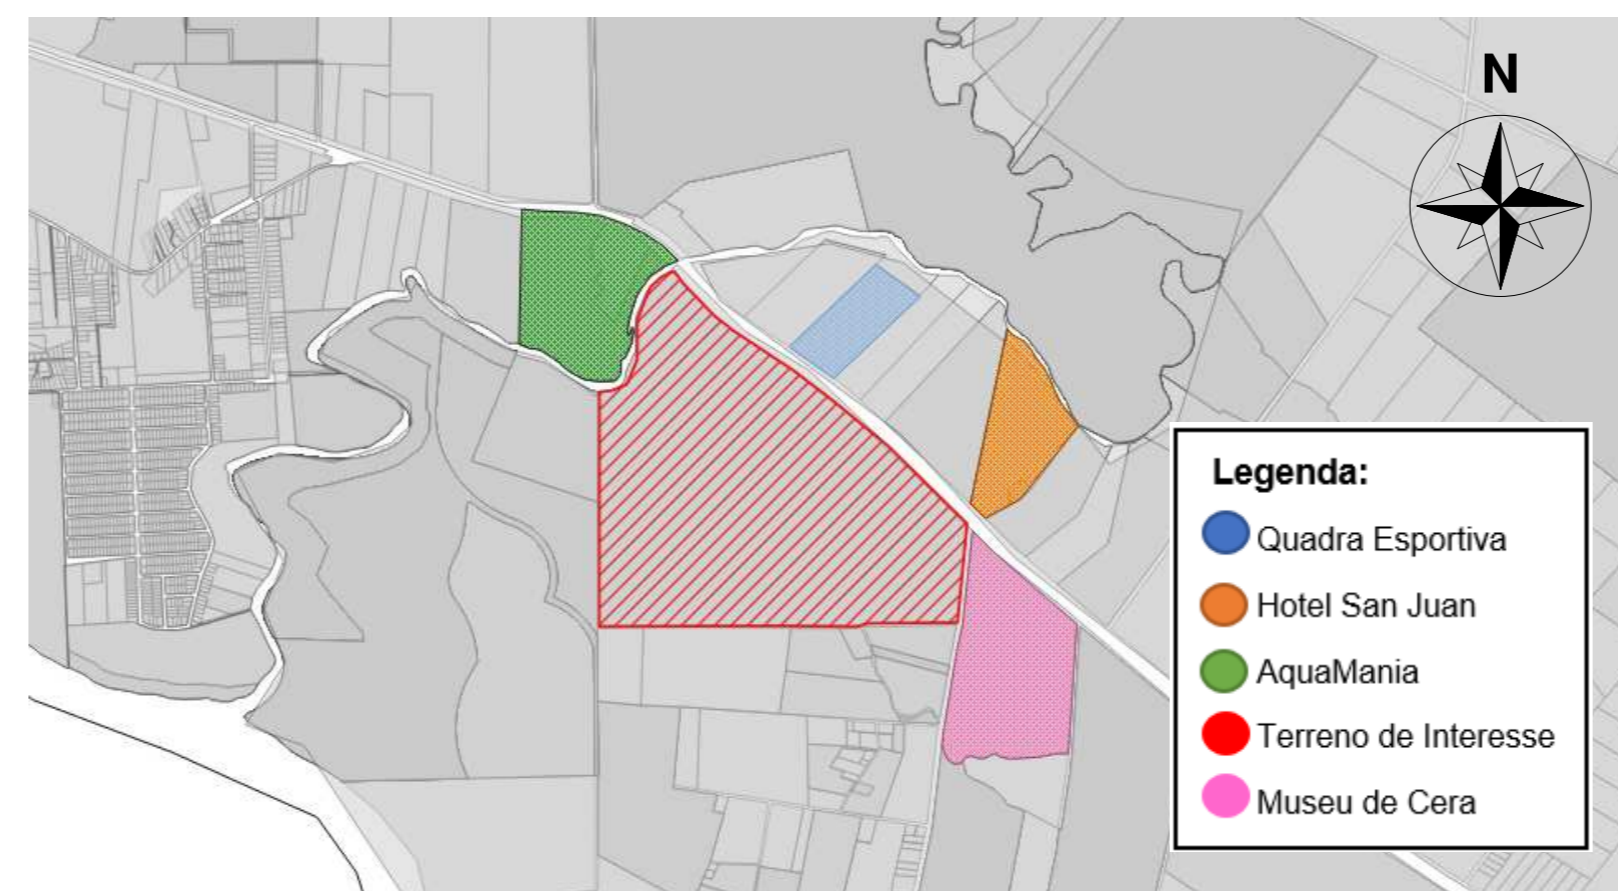 N
Legenda:
Quadra Esportiva
Hotel San Juan
AquaMania
Terreno de Interesse
Museu de Cera